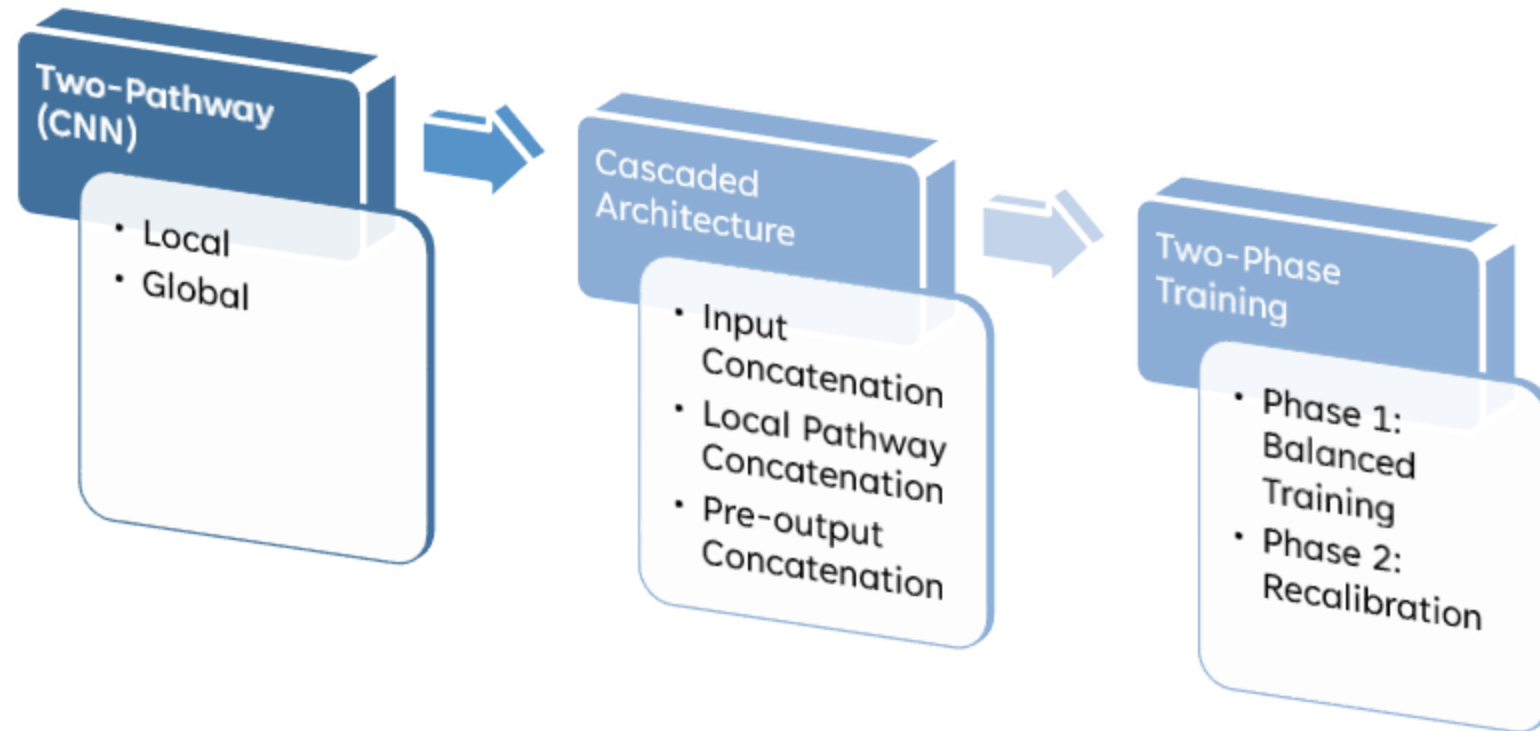 Two-Pathway
(CNN)
• Local
• Global
Cascaded
Architecture
• Input
Concatenation
• Local Pathway
Concatenation
• Pre-output
Concatenation
Two-Phase
Training
• Phase 1:
Balanced
Training
• Phase 2:
Recalibration